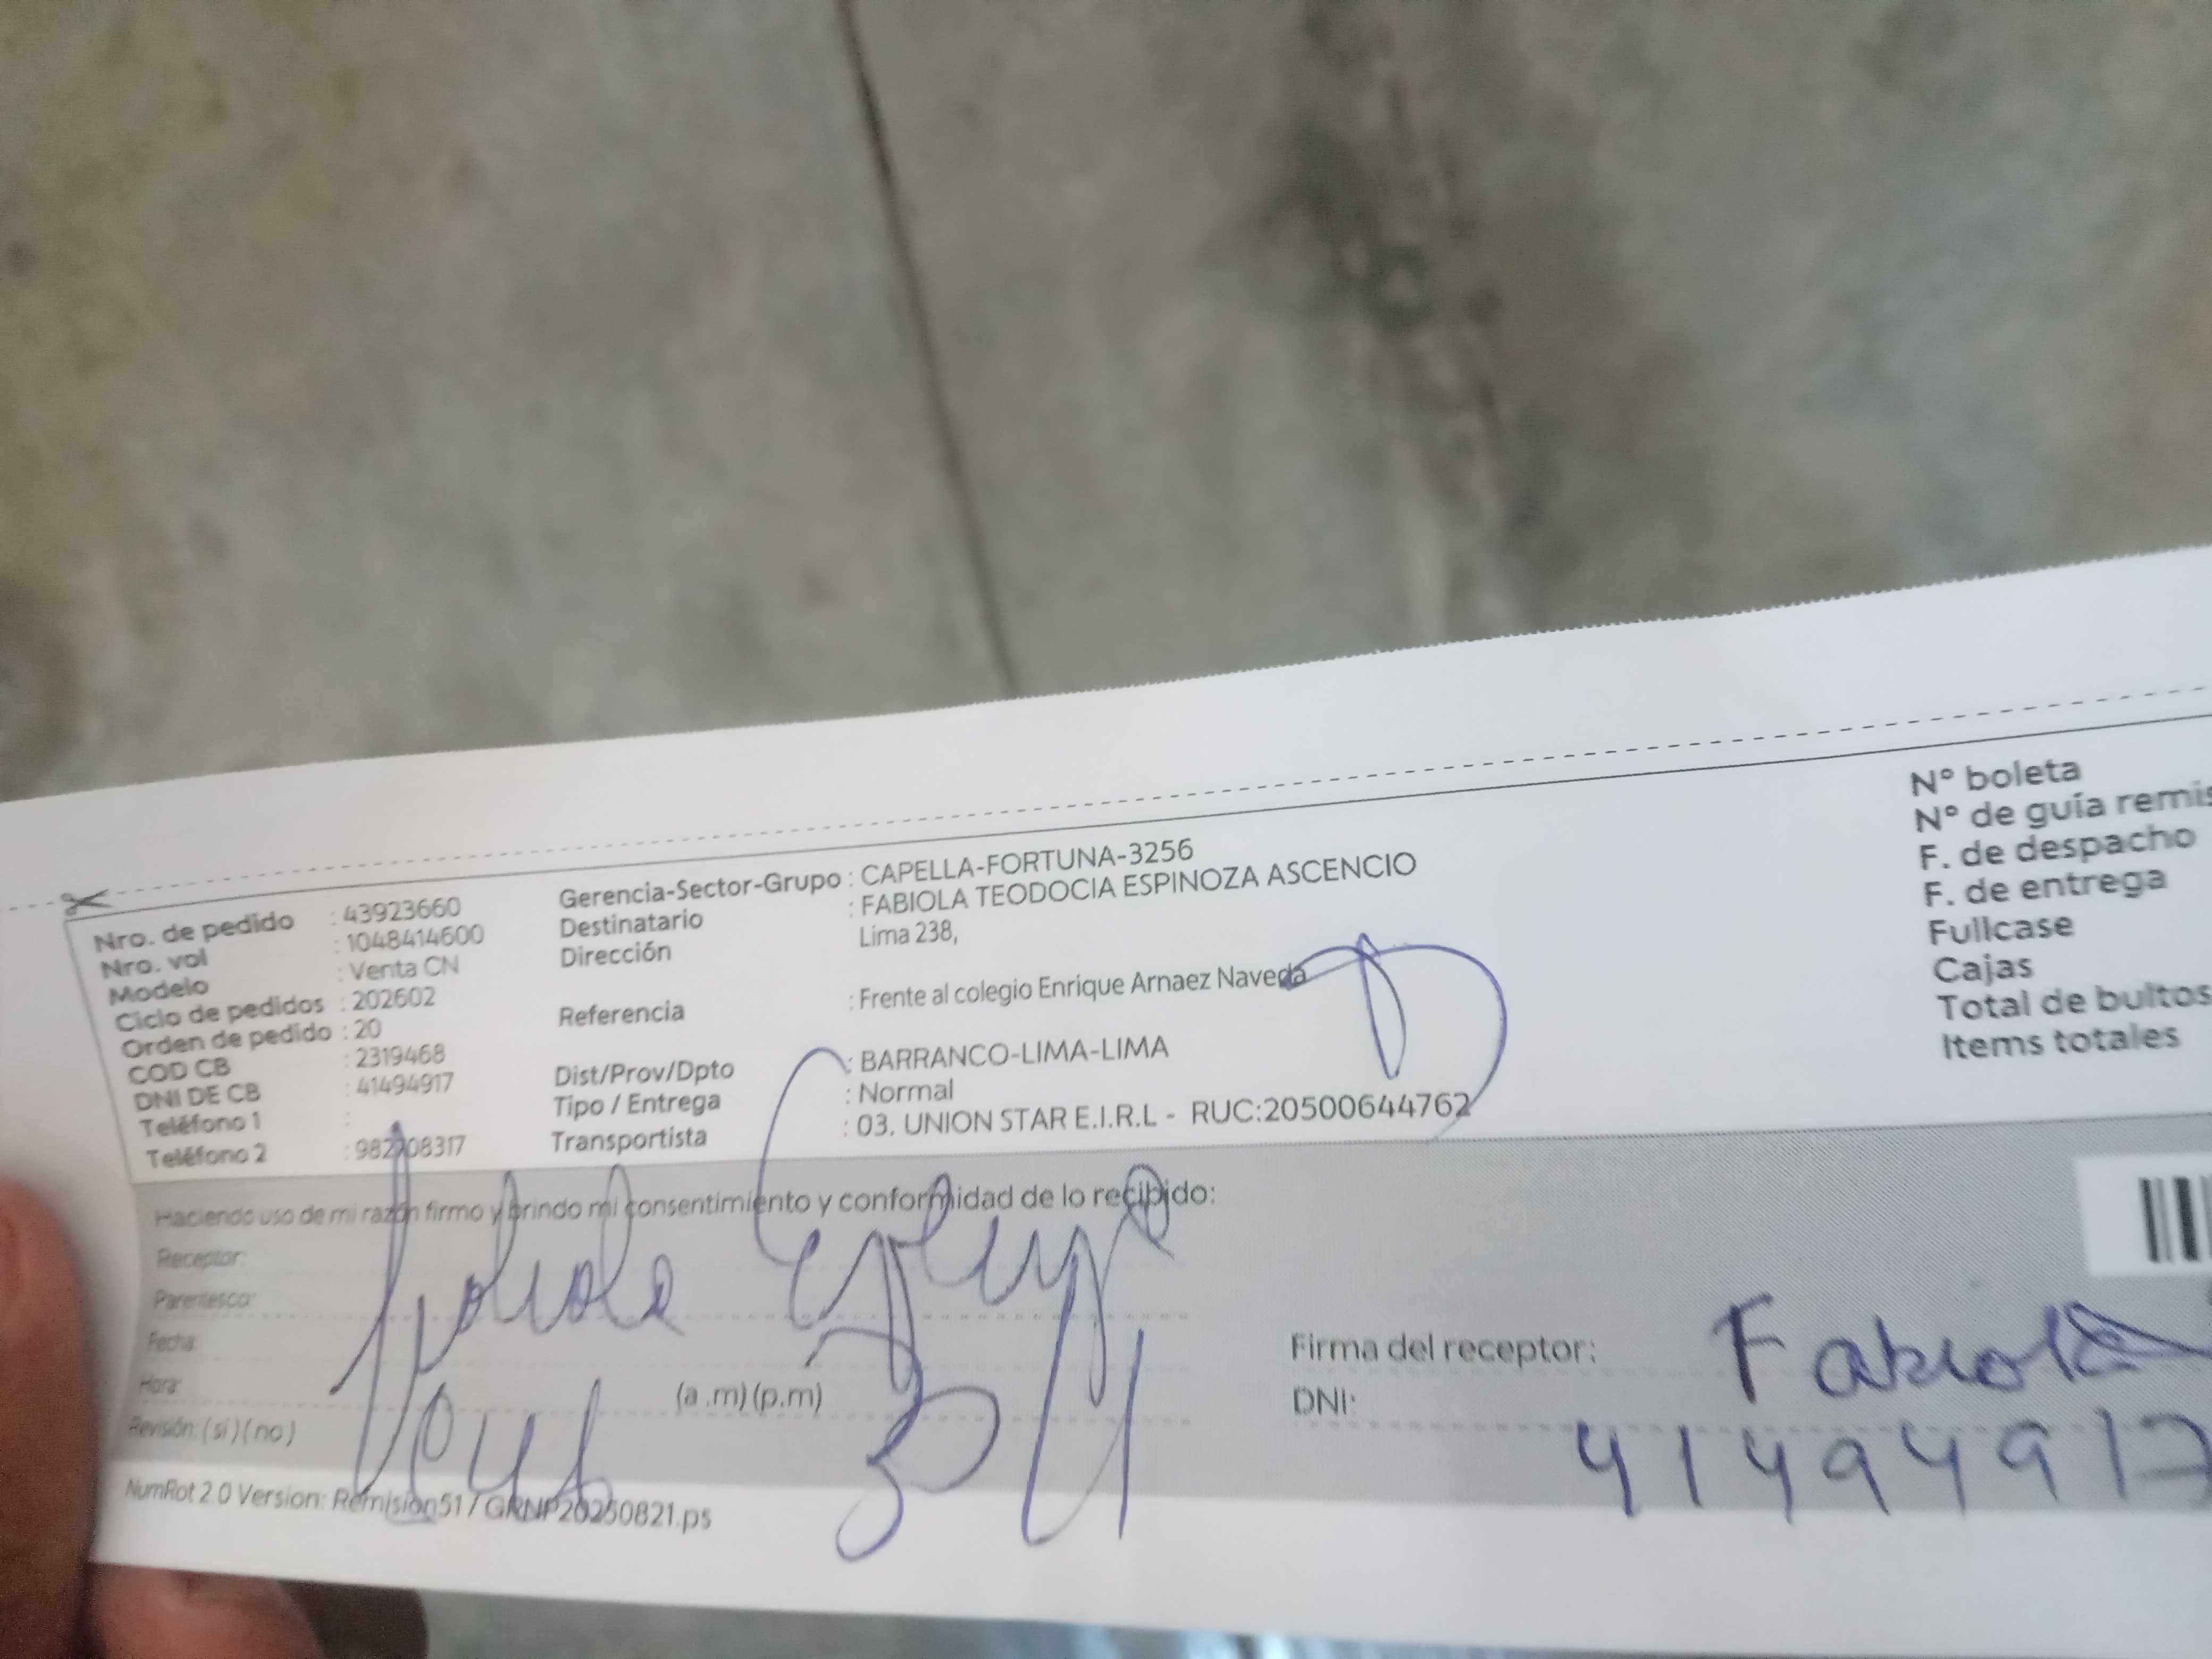 Nro. de pedido : 43923660
Nro. vol : 1048414600
Modelo : Venta CN
Ciclo de pedidos : 202602
Orden de pedido : 20
COD CB : 2319468
DNI DE CB : 41494917
Teléfono 1 :
Teléfono 2 : 982708317
Gerencia-Sector-Grupo : CAPELLA-FORTUNA-3256
Destinatario : FABIOLA TEODOCIA ESPINOZA ASCENCIO
Dirección Lima 238,
Referencia : Frente al colegio Enrique Arnaez Naveda
Dist/Prov/Dpto : BARRANCO-LIMA-LIMA
Tipo / Entrega : Normal
Transportista : 03. UNION STAR E.I.R.L - RUC:20500644762
N° boleta
N° de guía remis
F. de despacho
F. de entrega
Fullcase
Cajas
Total de bultos
Items totales
Haciendo uso de mi razón firmo y brindo mi consentimiento y conformidad de lo recibido:
Receptor:
Parentesco:
Fecha:
Hora: (a .m) (p.m)
Revisión: ( si ) ( no )
Firma del receptor: Fabiola
DNI: 41494917
NumRot 2.0 Version: Remision51 / GRNP20250821.ps